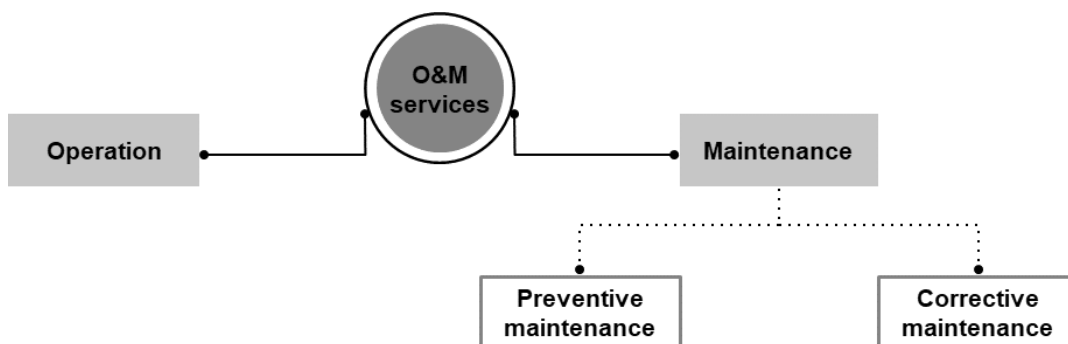 O&M
services
Operation
Maintenance
Preventive
maintenance
Corrective
maintenance